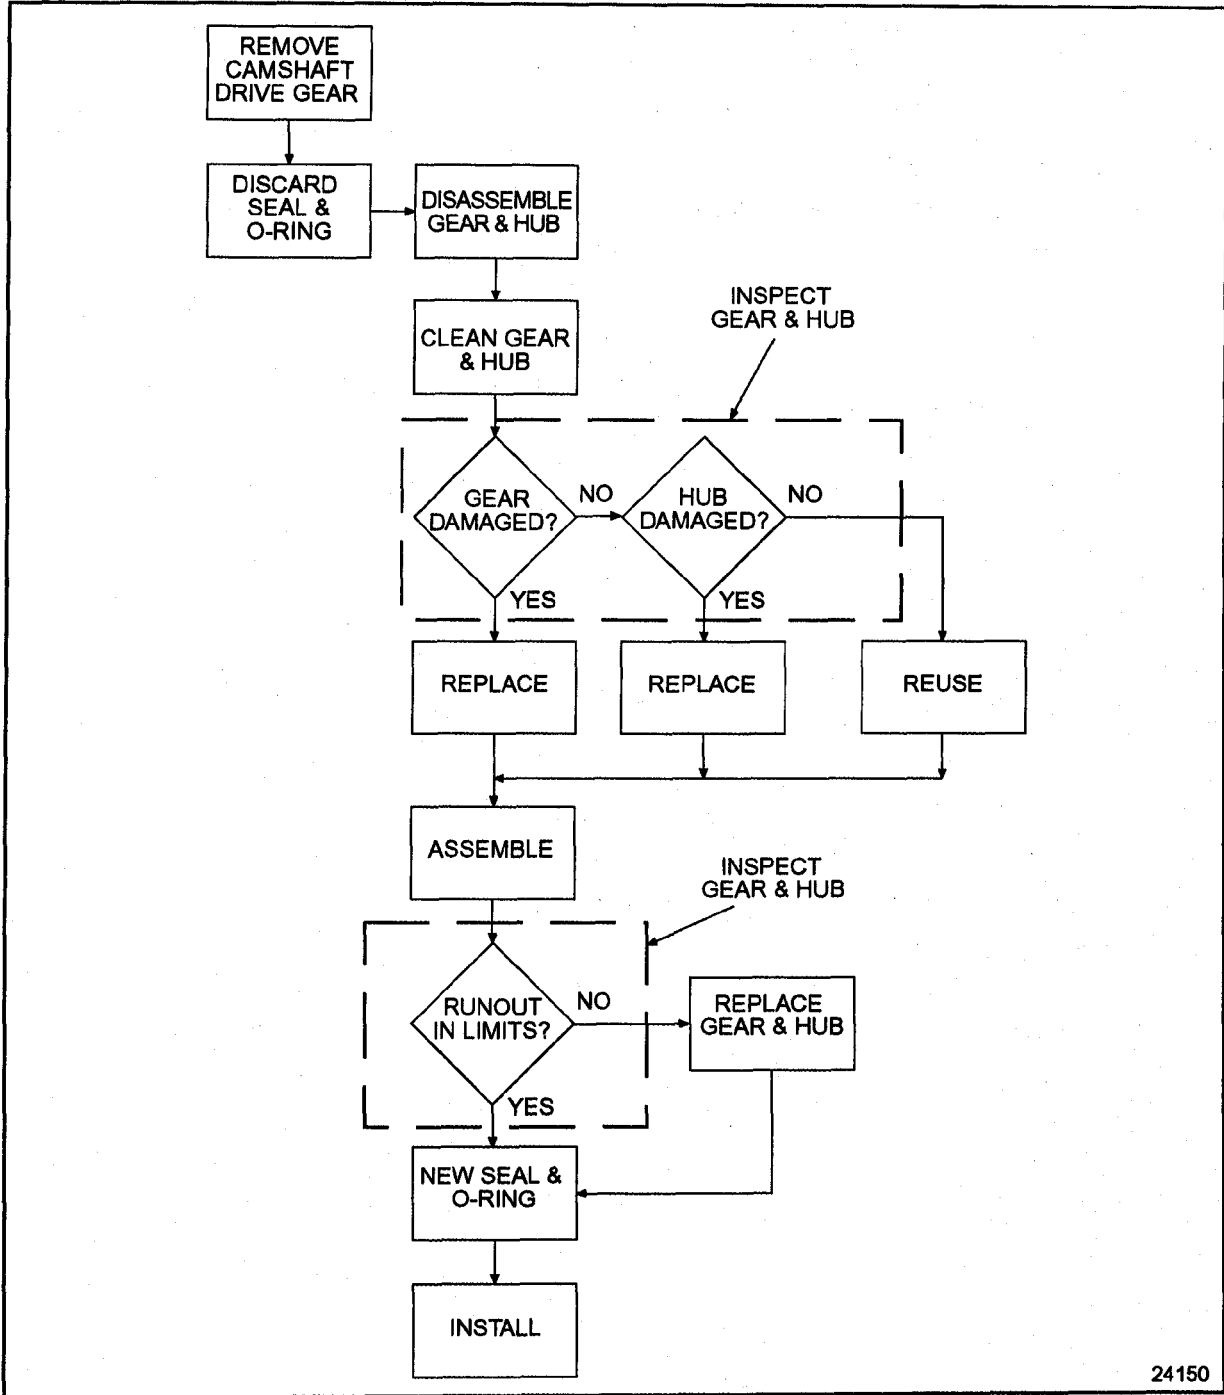 REMOVE
CAMSHAFT
DRIVE GEAR
DISCARD
SEAL &
O-RING
DISASSEMBLE
GEAR & HUB
CLEAN GEAR
& HUB
INSPECT
GEAR & HUB
GEAR
DAMAGED?
NO
HUB
DAMAGED?
NO
YES
YES
REPLACE
REPLACE
REUSE
ASSEMBLE
INSPECT
GEAR & HUB
RUNOUT
IN LIMITS?
NO
REPLACE
GEAR & HUB
YES
NEW SEAL &
O-RING
INSTALL
24150